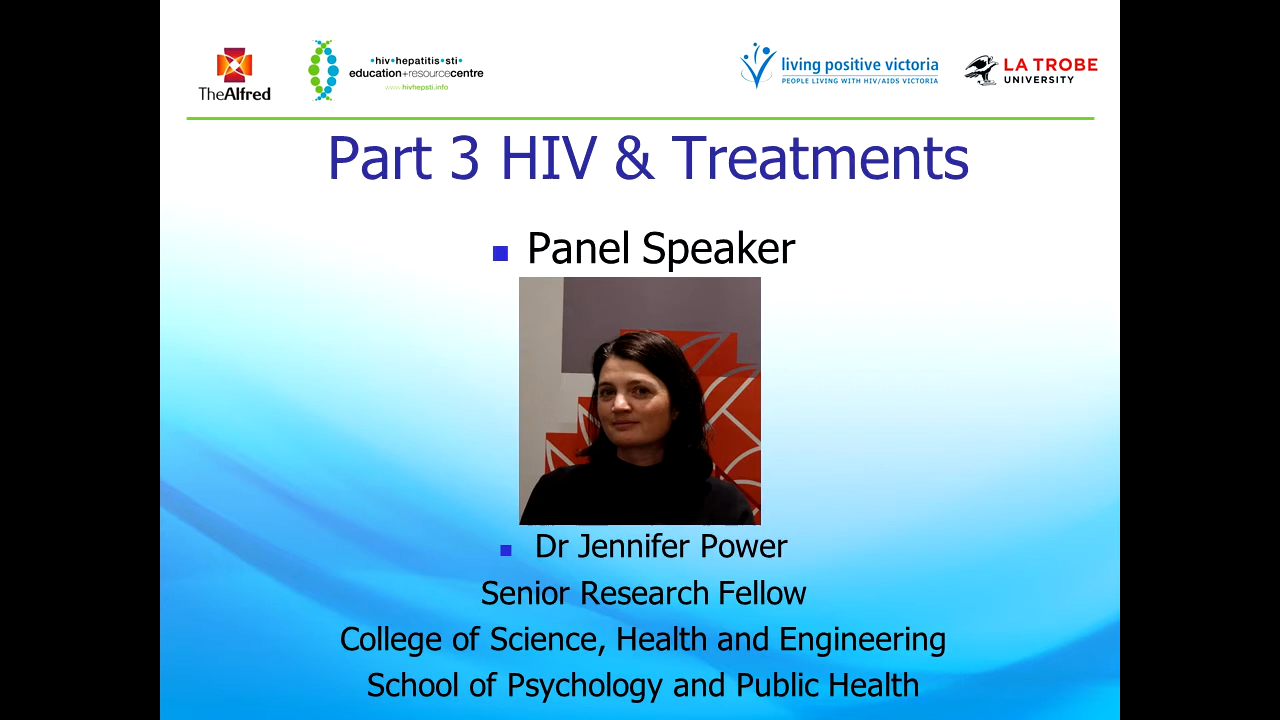 TheAlfred
•hiv•hepatitis•sti•
education+resourcecentre
www.hivhepsti.info
living positive victoria
PEOPLE LIVING WITH HIV/AIDS VICTORIA
LA TROBE
UNIVERSITY
Part 3 HIV & Treatments
Panel Speaker
Dr Jennifer Power
Senior Research Fellow
College of Science, Health and Engineering
School of Psychology and Public Health